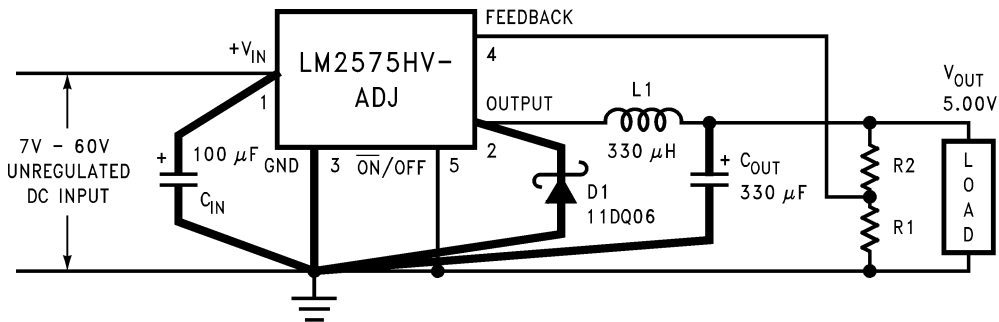 FEEDBACK
+VIN
LM2575HV-
ADJ
4
1
OUTPUT
L1
VOUT
5.00V
7V - 60V
UNREGULATED
DC INPUT
+
100 μF
CIN
GND
3
ON/OFF
5
2
330 μH
D1
11DQ06
+
COUT
330 μF
R2
R1
LOAD